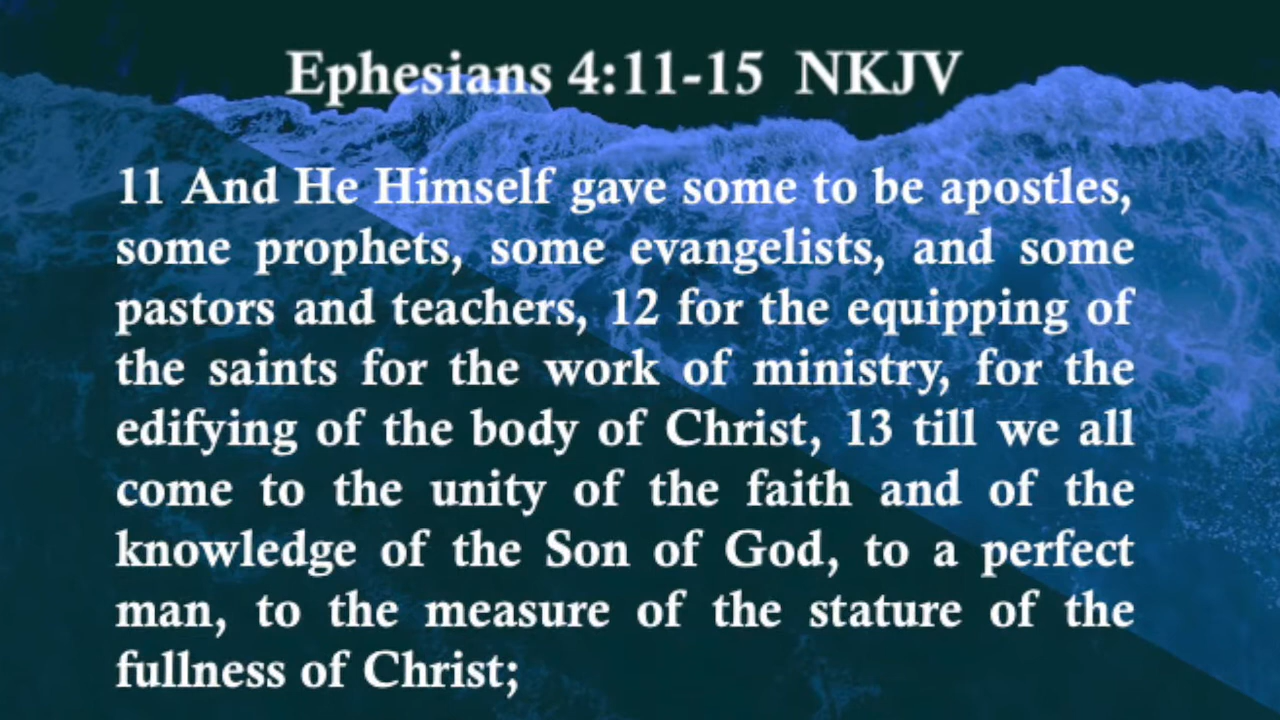 Ephesians 4:11-15 NKJV
11 And He Himself gave some to be apostles,
some prophets, some evangelists, and some
pastors and teachers, 12 for the equipping of
the saints for the work of ministry, for the
edifying of the body of Christ, 13 till we all
come to the unity of the faith and of the
knowledge of the Son of God, to a perfect
man, to the measure of the stature of the
fullness of Christ;